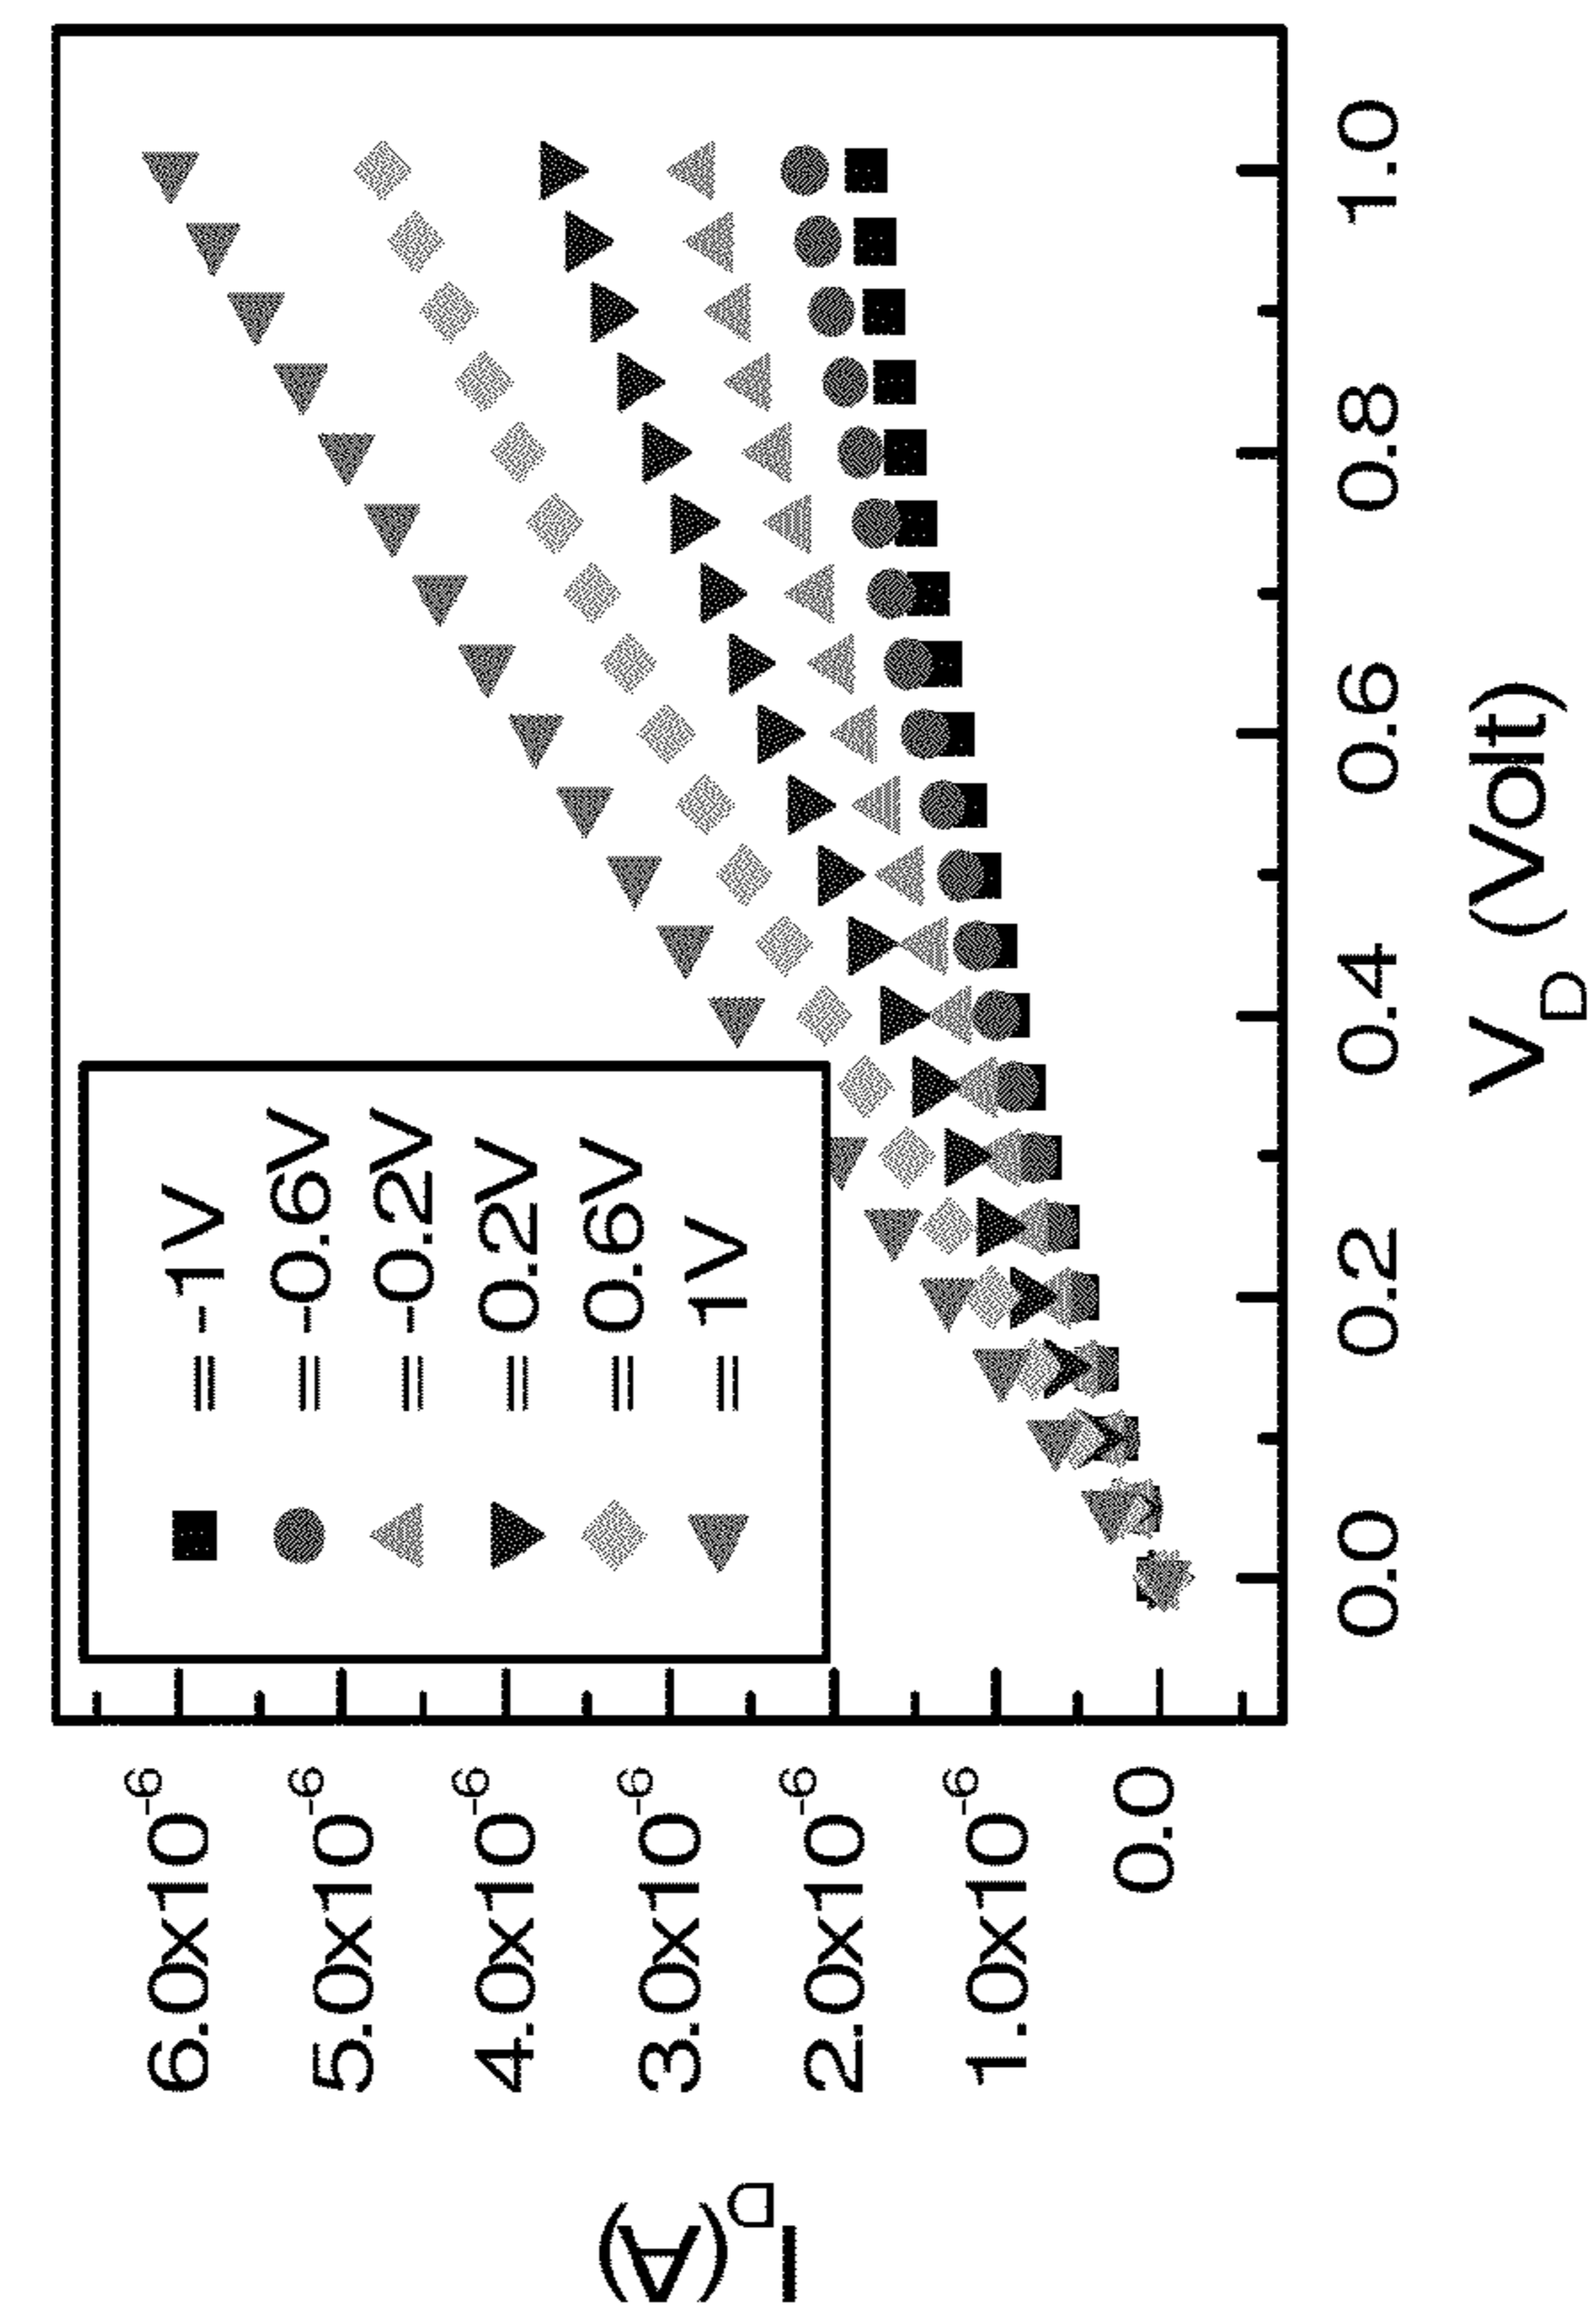 6.0x10-6
5.0x10-6
4.0x10-6
3.0x10-6
2.0x10-6
1.0x10-6
0.0
ID(A)
= -1V
= -0.6V
= -0.2V
= 0.2V
= 0.6V
= 1V
0.0 0.2 0.4 0.6 0.8 1.0
VD (Volt)